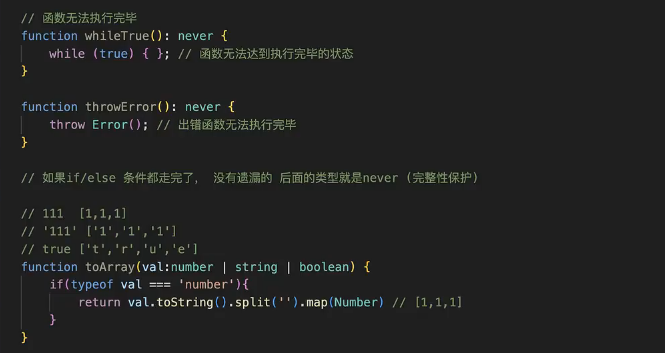 // 函数无法执行完毕
function whileTrue(): never {
    while (true) { }; // 函数无法达到执行完毕的状态
}

function throwError(): never {
    throw Error(); // 出错函数无法执行完毕
}

// 如果if/else 条件都走完了， 没有遗漏的 后面的类型就是never (完整性保护)

// 111  [1,1,1]
// '111' ['1','1','1']
// true ['t','r','u','e']
function toArray(val:number | string | boolean) {
    if(typeof val === 'number'){
        return val.toString().split('').map(Number) // [1,1,1]
    }
}